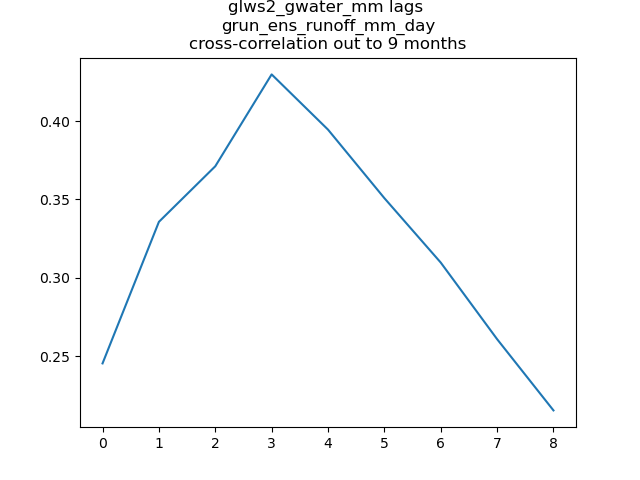 glws2_gwater_mm lags
grun_ens_runoff_mm_day
cross-correlation out to 9 months
0.40
0.35
0.30
0.25
0 1 2 3 4 5 6 7 8